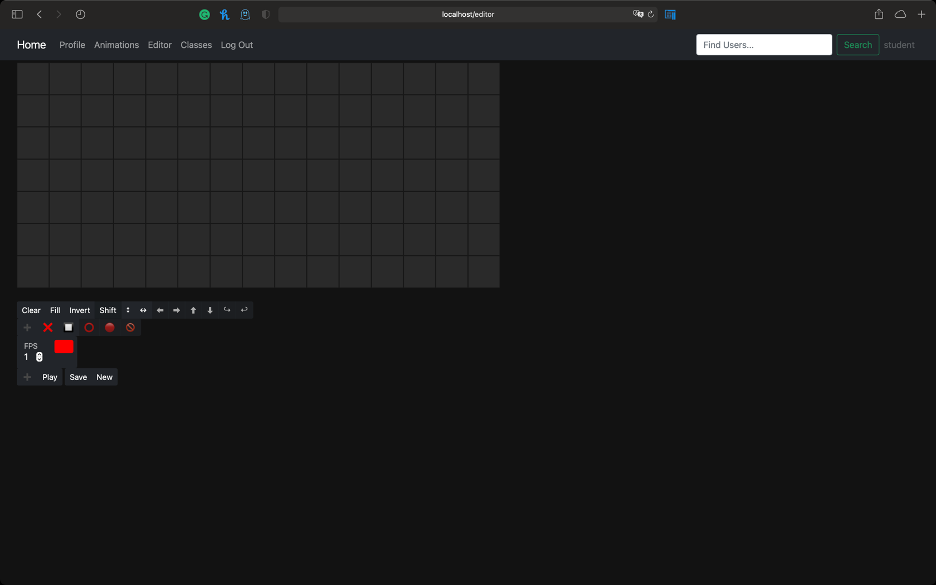 localhost/editor
Home Profile Animations Editor Classes Log Out Find Users... Search student
Clear Fill Invert Shift
FPS
1
Play Save New